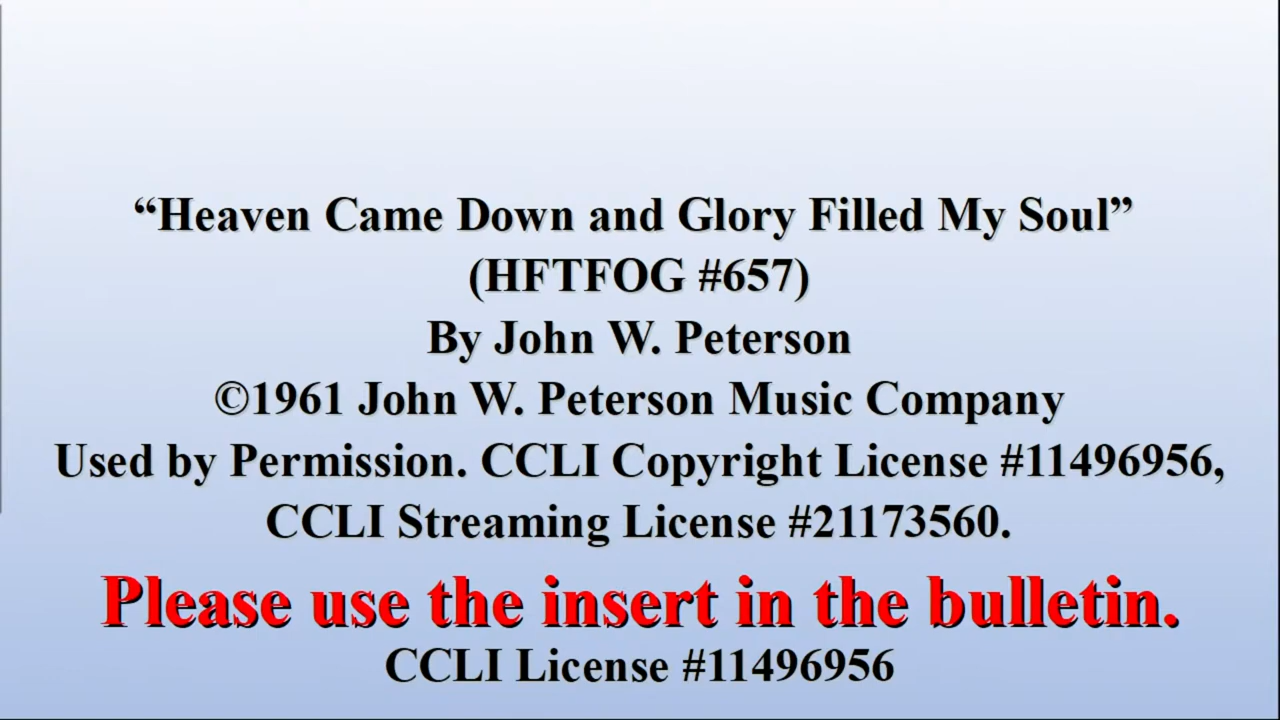 “Heaven Came Down and Glory Filled My Soul”
(HFTFOG #657)
By John W. Peterson
©1961 John W. Peterson Music Company
Used by Permission. CCLI Copyright License #11496956,
CCLI Streaming License #21173560.
Please use the insert in the bulletin.
CCLI License #11496956